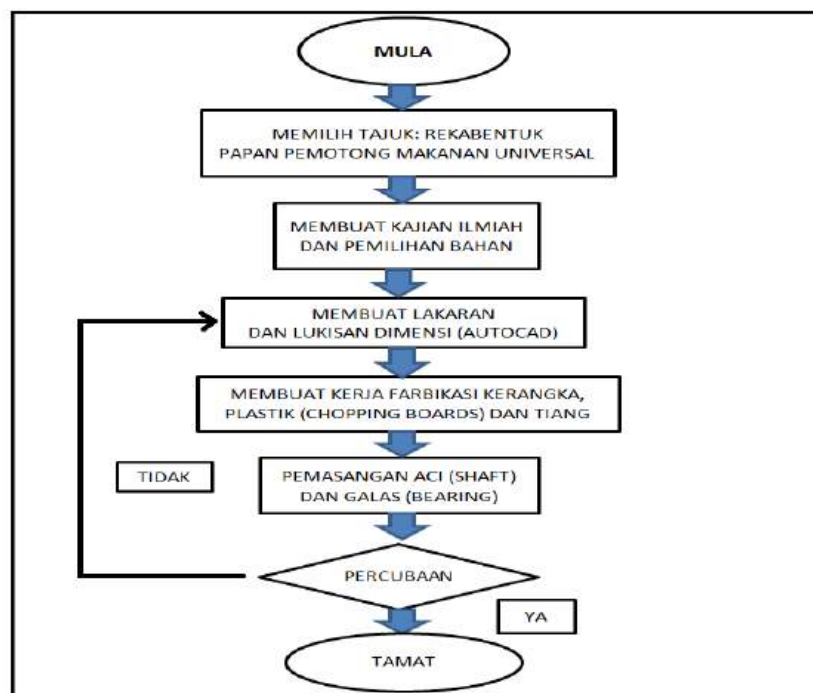 MULA
MEMILIH TAJUK: REKABENTUK
PAPAN PEMOTONG MAKANAN UNIVERSAL
MEMBUAT KAJIAN ILMIAH
DAN PEMILIHAN BAHAN
MEMBUAT LAKARAN
DAN LUKISAN DIMENSI (AUTOCAD)
MEMBUAT KERJA FARBIKASI KERANGKA,
PLASTIK (CHOPPING BOARDS) DAN TIANG
TIDAK
PEMASANGAN ACI (SHAFT)
DAN GALAS (BEARING)
PERCUBAAN
YA
TAMAT